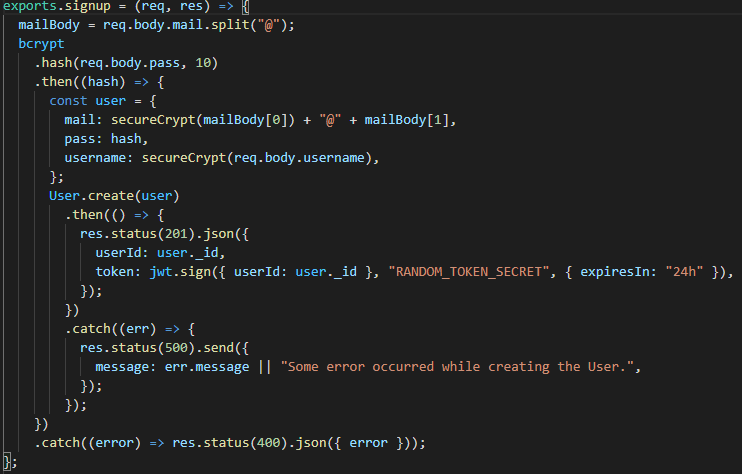 exports.signup = (req, res) => {
  mailBody = req.body.mail.split("@");
  bcrypt
    .hash(req.body.pass, 10)
    .then((hash) => {
      const user = {
        mail: secureCrypt(mailBody[0]) + "@" + mailBody[1],
        pass: hash,
        username: secureCrypt(req.body.username),
      };
      User.create(user)
        .then(() => {
          res.status(201).json({
            userId: user._id,
            token: jwt.sign({ userId: user._id }, "RANDOM_TOKEN_SECRET", { expiresIn: "24h" }),
          });
        })
        .catch((err) => {
          res.status(500).send({
            message: err.message || "Some error occurred while creating the User.",
          });
        });
    })
    .catch((error) => res.status(400).json({ error }));
};